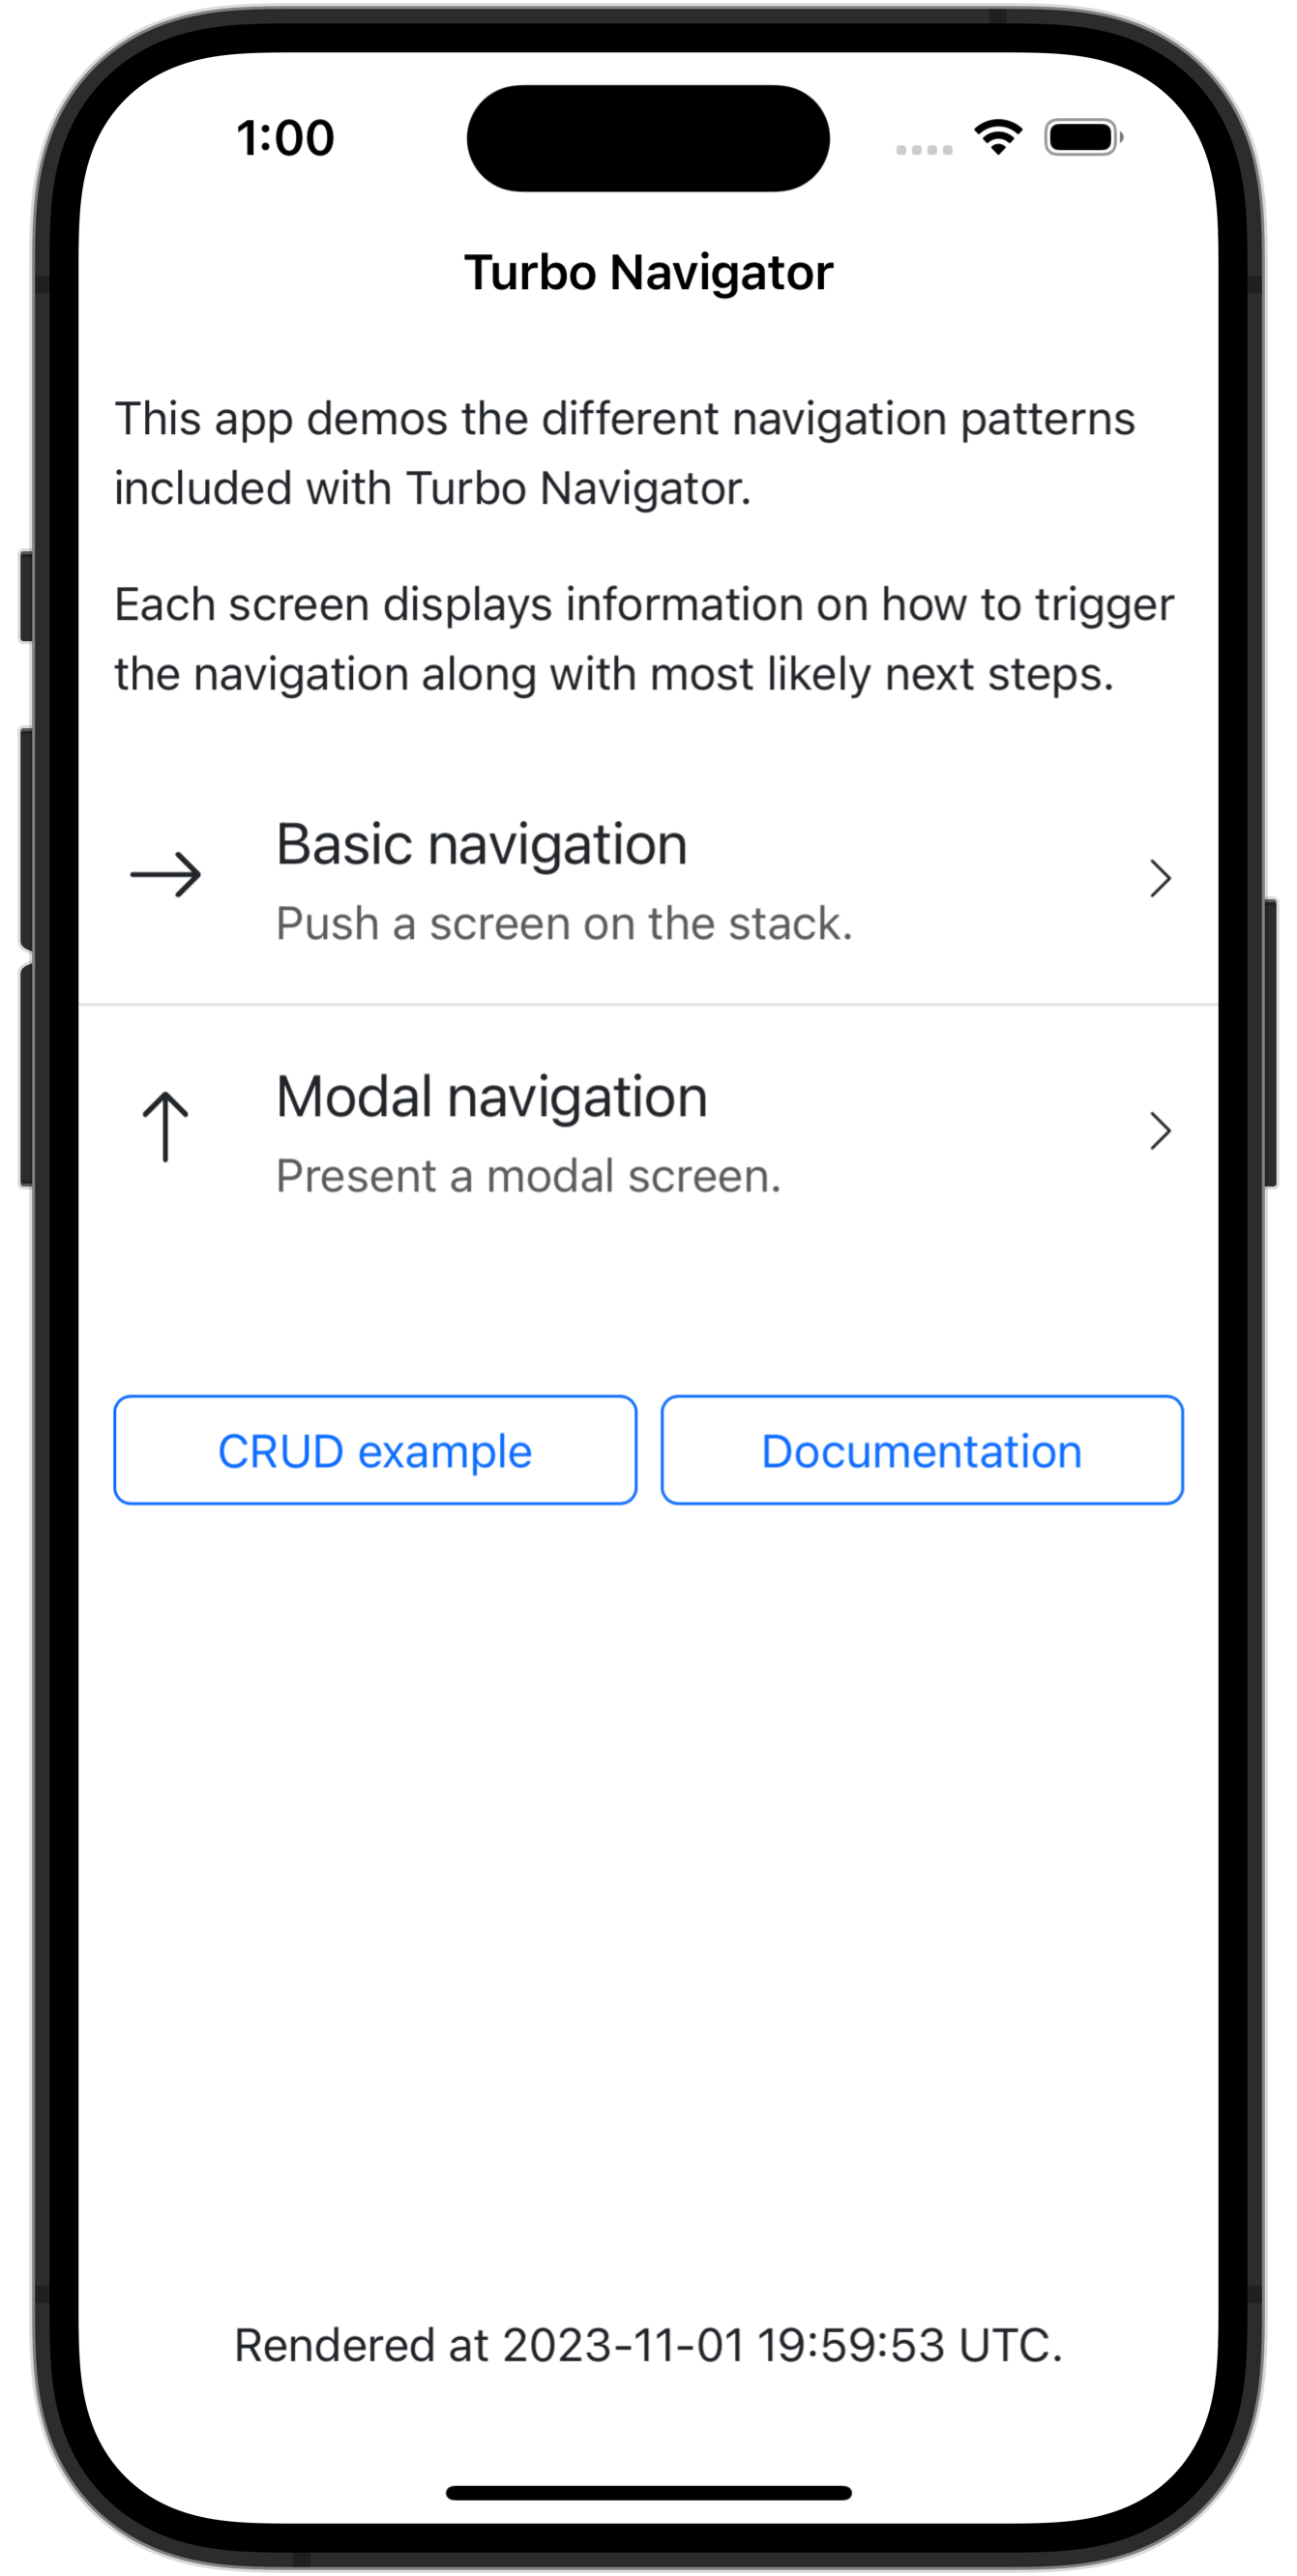 1:00
Turbo Navigator
This app demos the different navigation patterns
included with Turbo Navigator.
Each screen displays information on how to trigger
the navigation along with most likely next steps.
Basic navigation
Push a screen on the stack.
Modal navigation
Present a modal screen.
CRUD example
Documentation
Rendered at 2023-11-01 19:59:53 UTC.